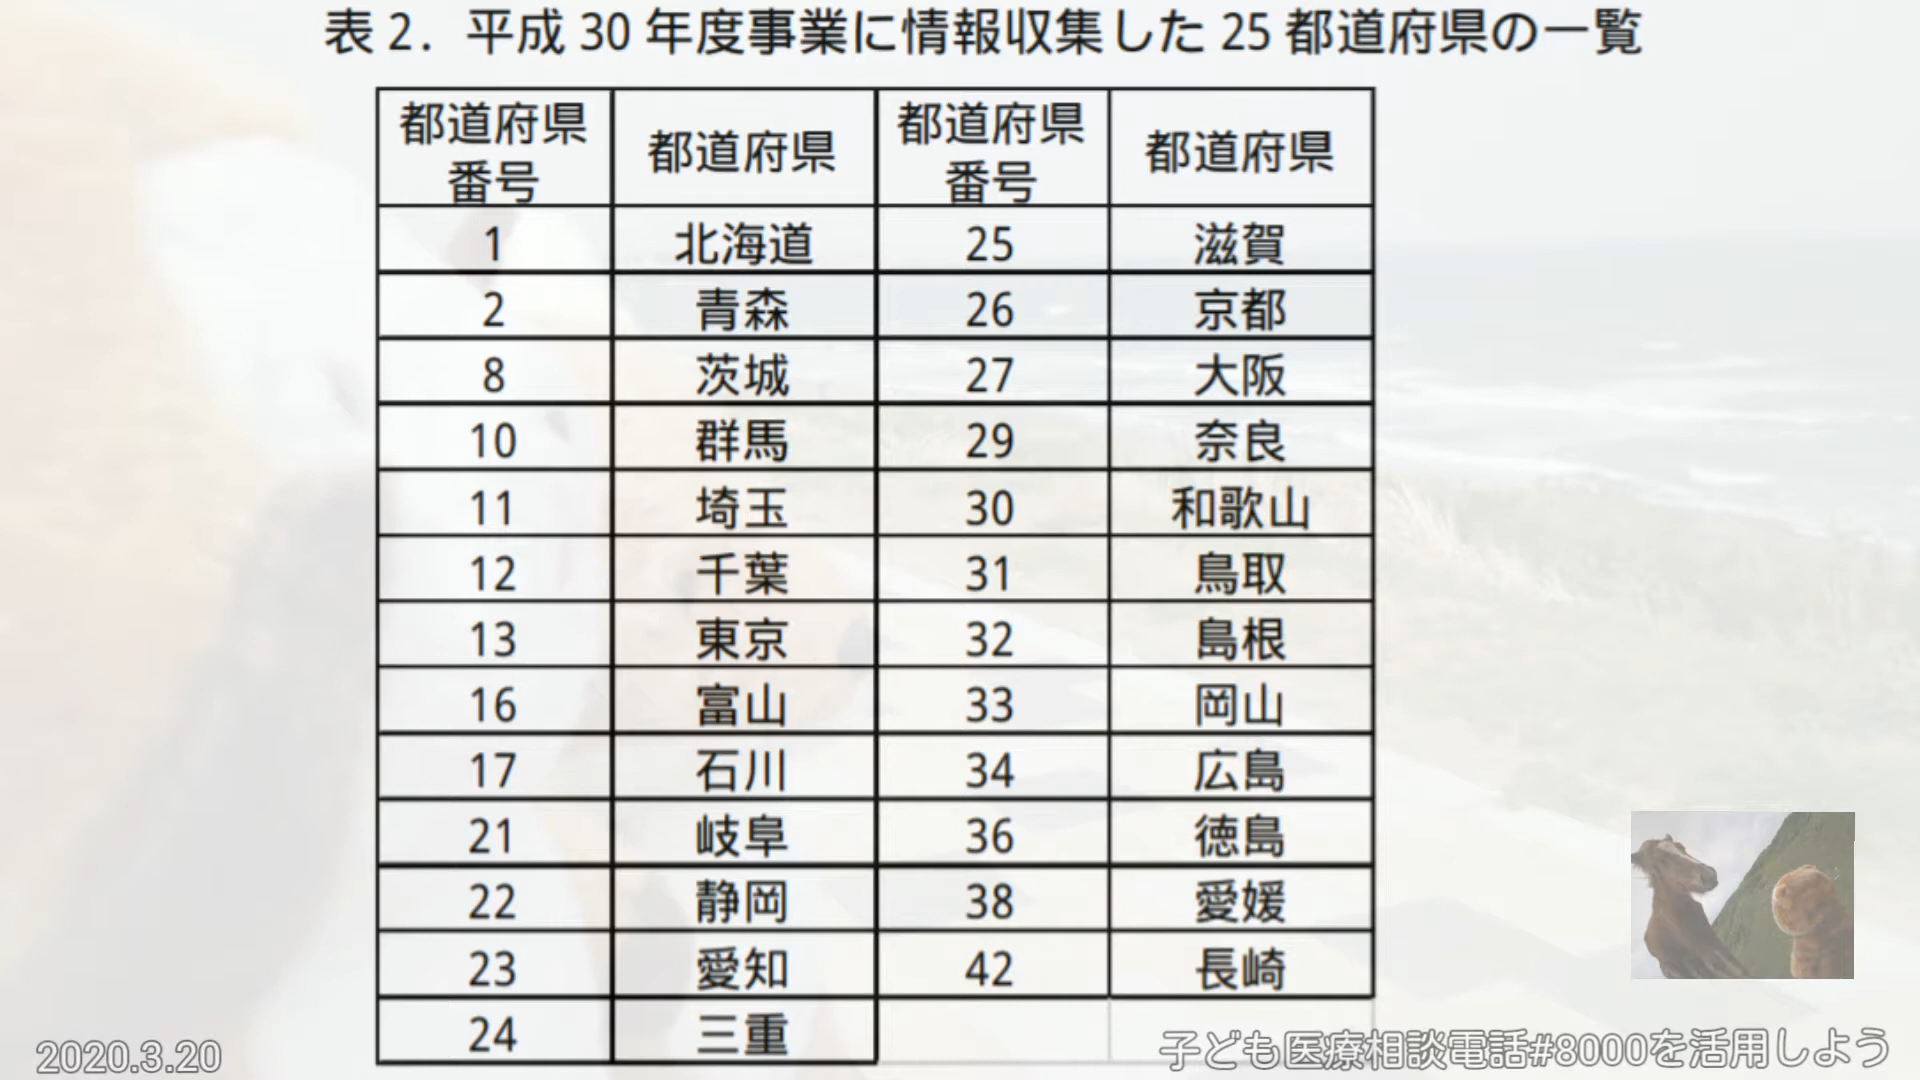 表 2．平成 30 年度事業に情報収集した 25 都道府県の一覧
都道府県番号 都道府県 都道府県番号 都道府県
1 北海道 25 滋賀
2 青森 26 京都
8 茨城 27 大阪
10 群馬 29 奈良
11 埼玉 30 和歌山
12 千葉 31 鳥取
13 東京 32 島根
16 富山 33 岡山
17 石川 34 広島
21 岐阜 36 徳島
22 静岡 38 愛媛
23 愛知 42 長崎
24 三重
2020.3.20
子ども医療相談電話#8000を活用しよう